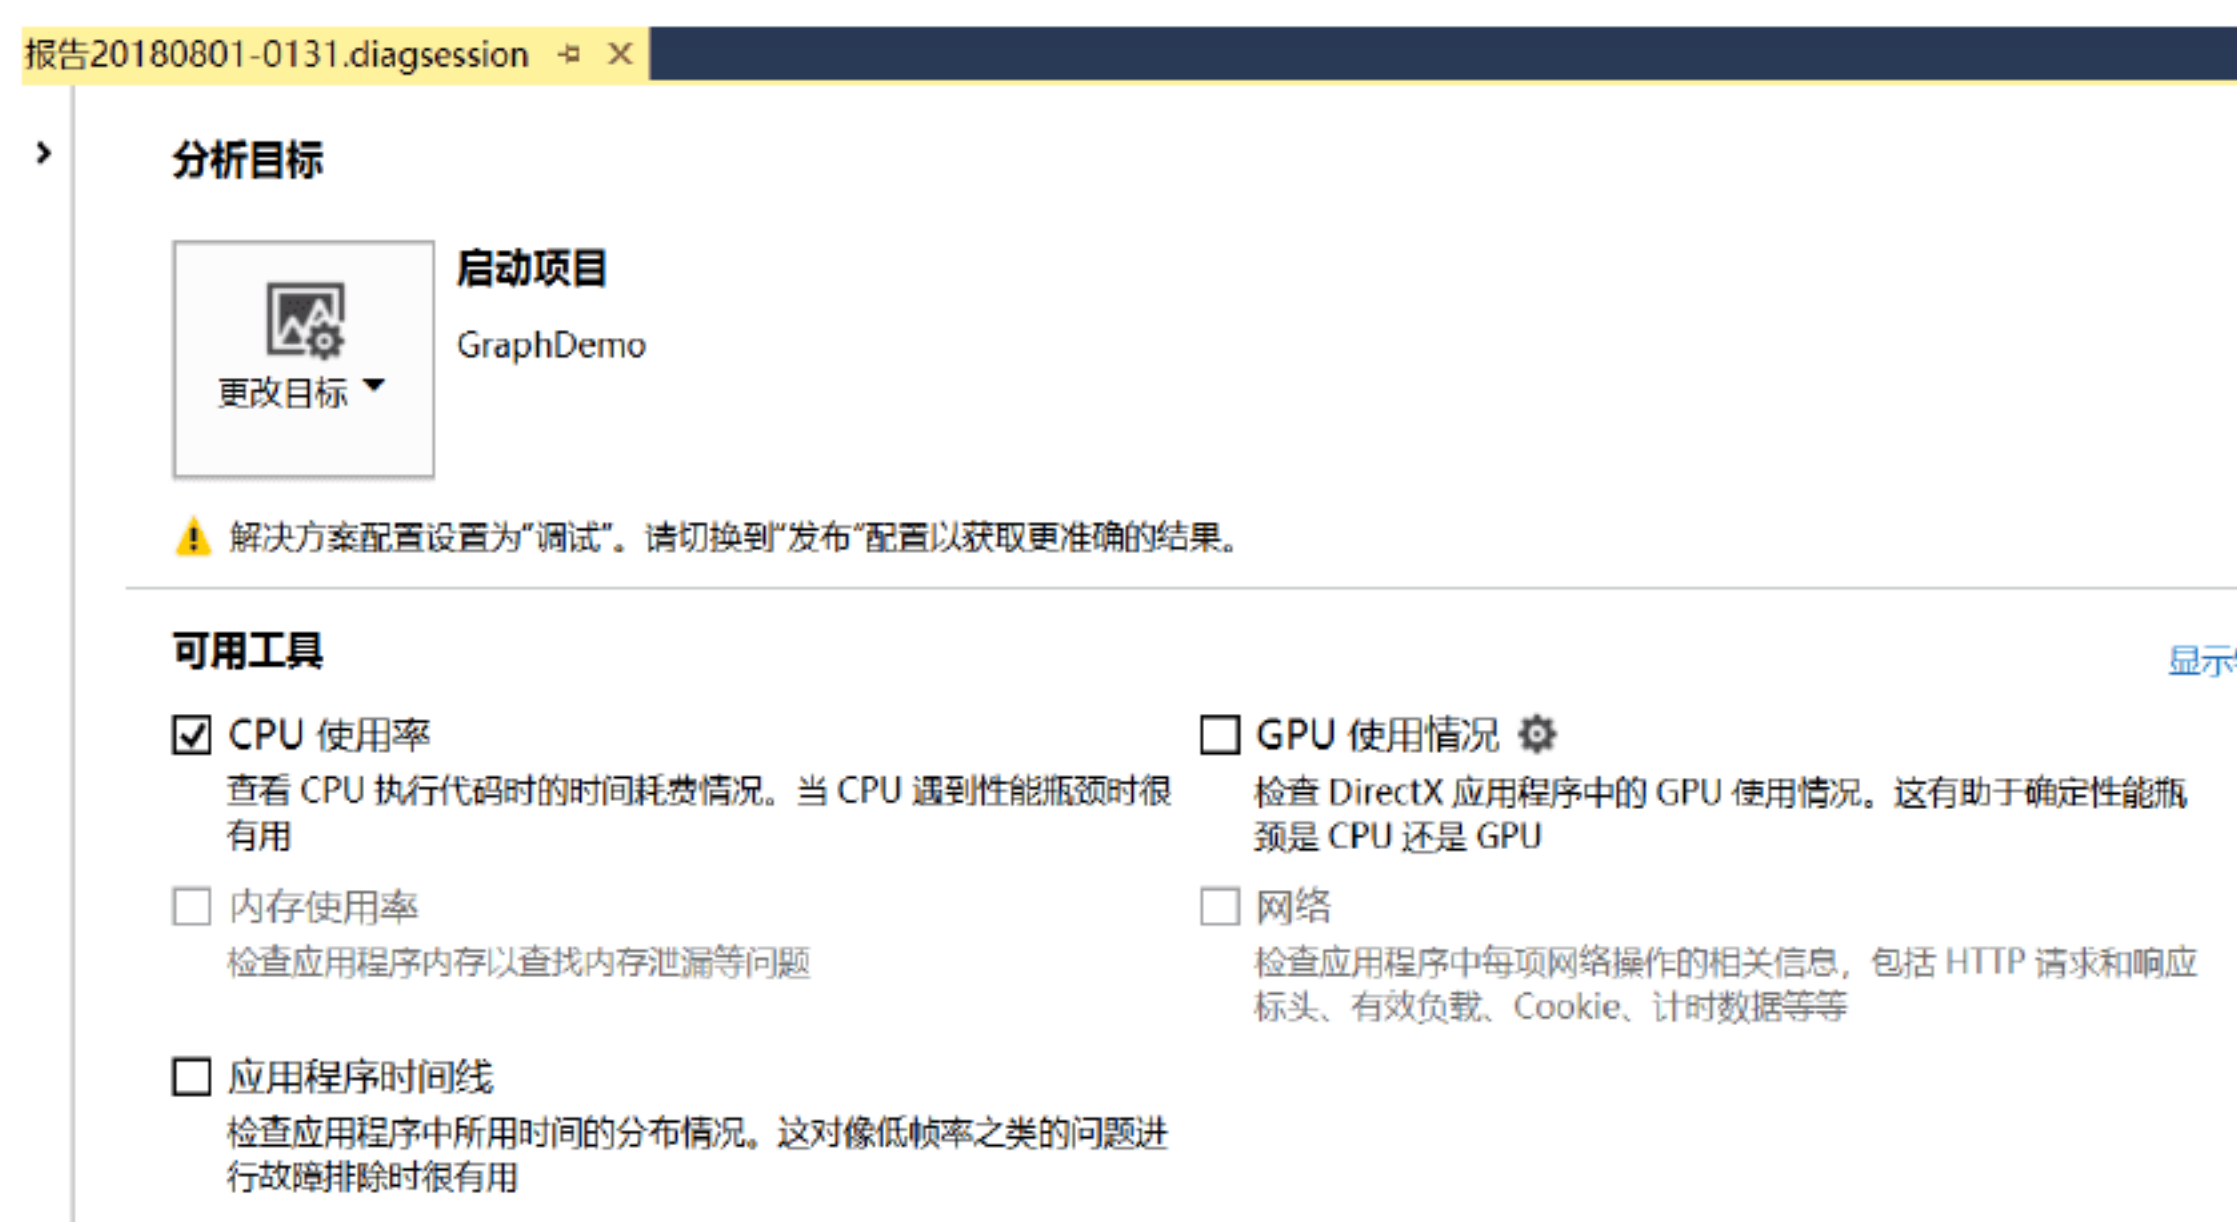 报告20180801-0131.diagsession
分析目标
启动项目
GraphDemo
更改目标
解决方案配置设置为"调试"。请切换到"发布"配置以获取更准确的结果。
可用工具
显示
CPU 使用率
查看 CPU 执行代码时的时间耗费情况。当 CPU 遇到性能瓶颈时很
有用
GPU 使用情况
检查 DirectX 应用程序中的 GPU 使用情况。这有助于确定性能瓶
颈是 CPU 还是 GPU
内存使用率
检查应用程序内存以查找内存泄漏等问题
网络
检查应用程序中每项网络操作的相关信息，包括 HTTP 请求和响应
标头、有效负载、Cookie、计时数据等等
应用程序时间线
检查应用程序中所用时间的分布情况。这对像低帧率之类的问题进
行故障排除时很有用